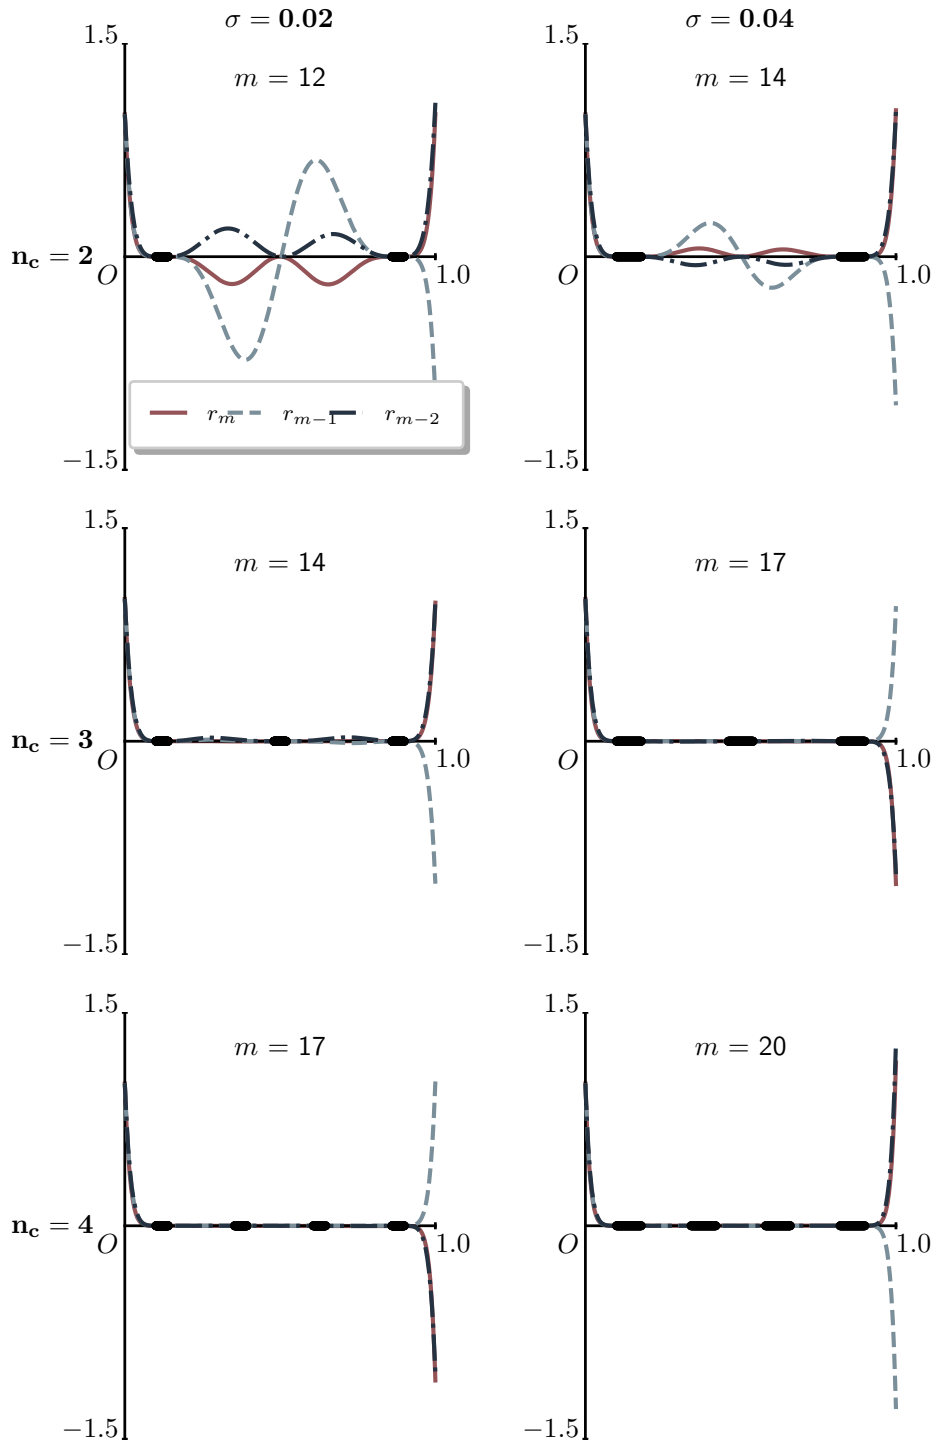 σ = 0.02
σ = 0.04
1.5
1.5
m = 12
m = 14
n_c = 2
O
1.0
O
1.0
r_m r_{m−1} r_{m−2}
−1.5
−1.5
1.5
1.5
m = 14
m = 17
n_c = 3
O
1.0
O
1.0
−1.5
−1.5
1.5
1.5
m = 17
m = 20
n_c = 4
O
1.0
O
1.0
−1.5
−1.5